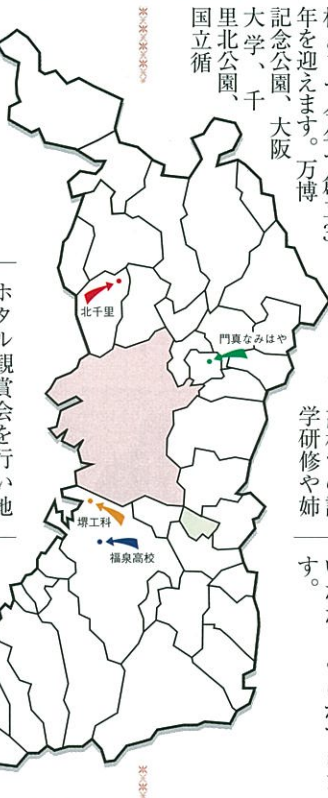 年を迎えます。万博
記念公園、大阪
大学、千
里北公園、
国立循
学研修や姉
す。
北千里
門真なみはや
堺工科
福泉高校
ホタル観賞会を行い地